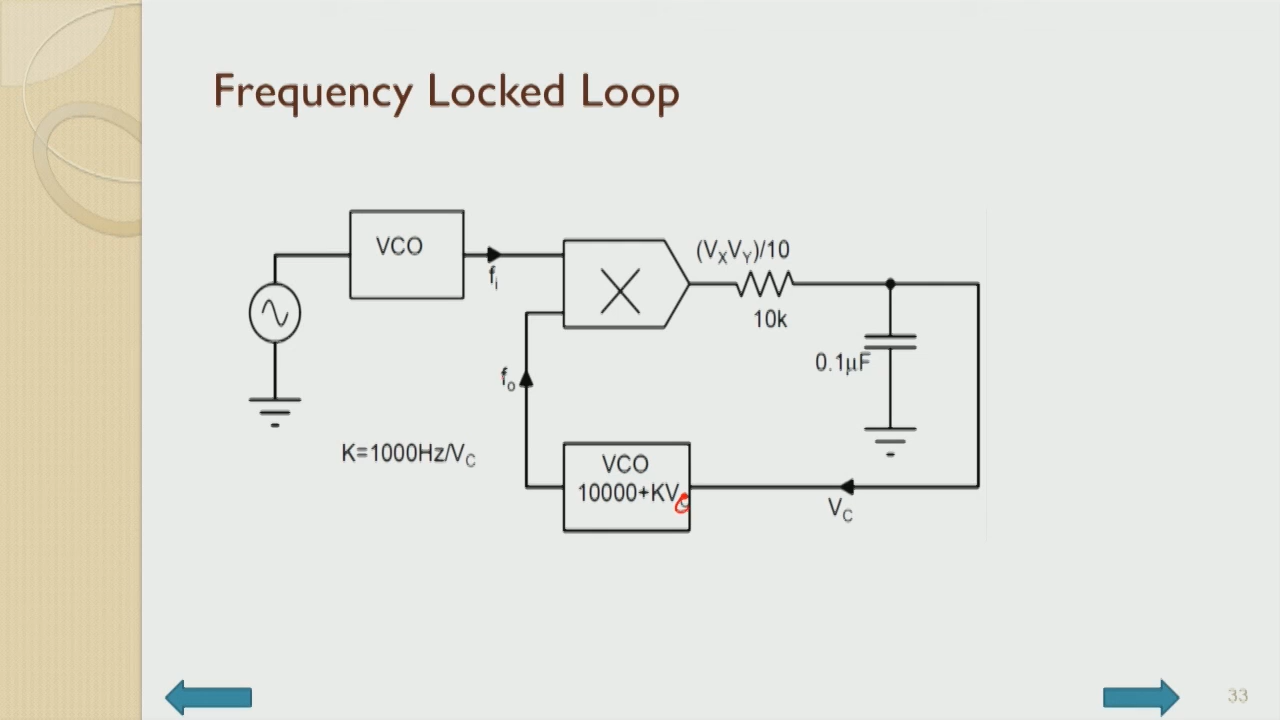 Frequency Locked Loop
VCO
fi
(VXVY)/10
10k
0.1μF
fo
K=1000Hz/VC
VCO
10000+KVC
VC
33